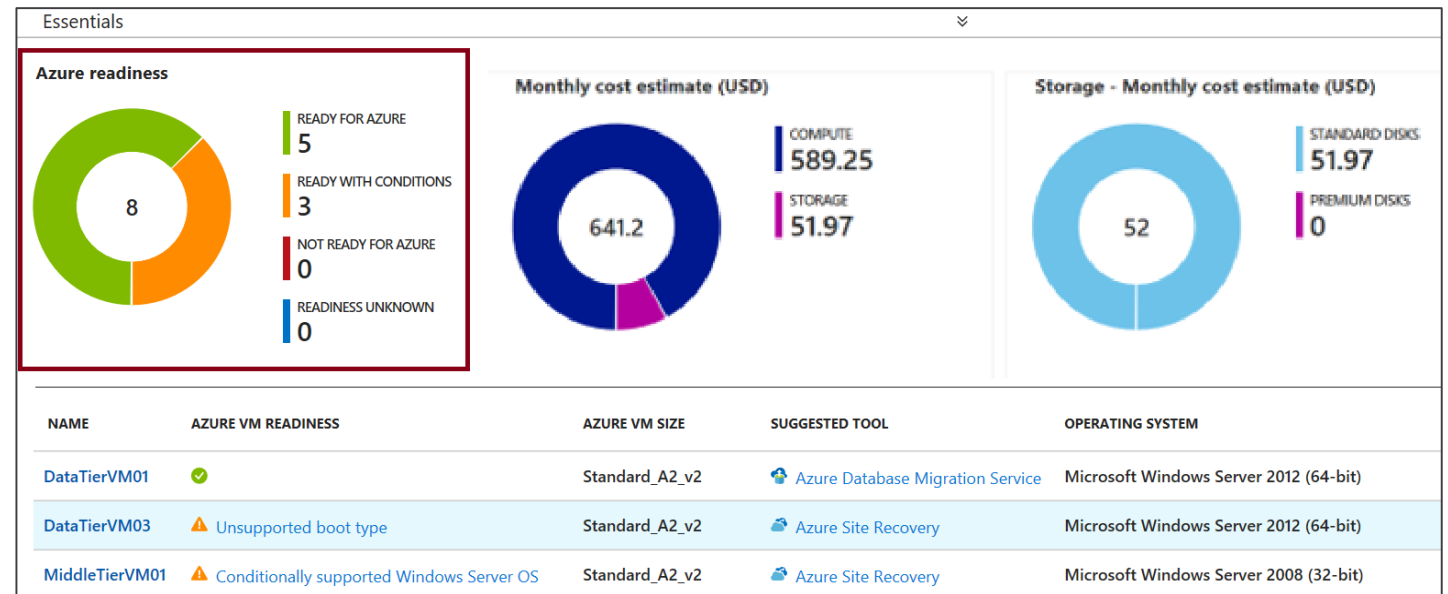 Essentials
Azure readiness
8
READY FOR AZURE
5
READY WITH CONDITIONS
3
NOT READY FOR AZURE
0
READINESS UNKNOWN
0
Monthly cost estimate (USD)
641.2
COMPUTE
589.25
STORAGE
51.97
Storage - Monthly cost estimate (USD)
52
STANDARD DISKS
51.97
PREMIUM DISKS
0
NAME AZURE VM READINESS AZURE VM SIZE SUGGESTED TOOL OPERATING SYSTEM
DataTierVM01 Standard_A2_v2 Azure Database Migration Service Microsoft Windows Server 2012 (64-bit)
DataTierVM03 Unsupported boot type Standard_A2_v2 Azure Site Recovery Microsoft Windows Server 2012 (64-bit)
MiddleTierVM01 Conditionally supported Windows Server OS Standard_A2_v2 Azure Site Recovery Microsoft Windows Server 2008 (32-bit)